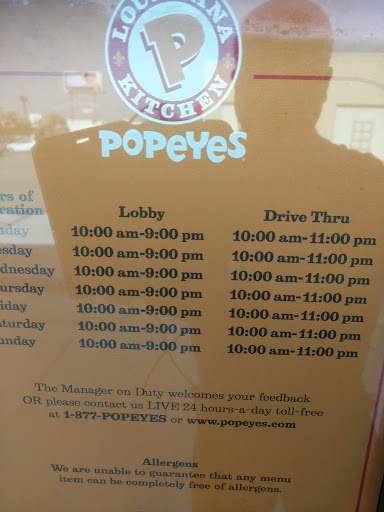 LOUISIANA
P
KITCHEN
POPEYES
rs of
ration
Lobby
Drive Thru
nday 10:00 am-9:00 pm 10:00 am-11:00 pm
esday 10:00 am-9:00 pm 10:00 am-11:00 pm
dnesday 10:00 am-9:00 pm 10:00 am-11:00 pm
ursday 10:00 am-9:00 pm 10:00 am-11:00 pm
iday 10:00 am-9:00 pm 10:00 am-11:00 pm
aturday 10:00 am-9:00 pm 10:00 am-11:00 pm
unday 10:00 am-9:00 pm 10:00 am-11:00 pm
The Manager on Duty welcomes your feedback
OR please contact us LIVE 24 hours-a-day toll-free
at 1-877-POPEYES or www.popeyes.com
Allergens
We are unable to guarantee that any menu
item can be completely free of allergens.